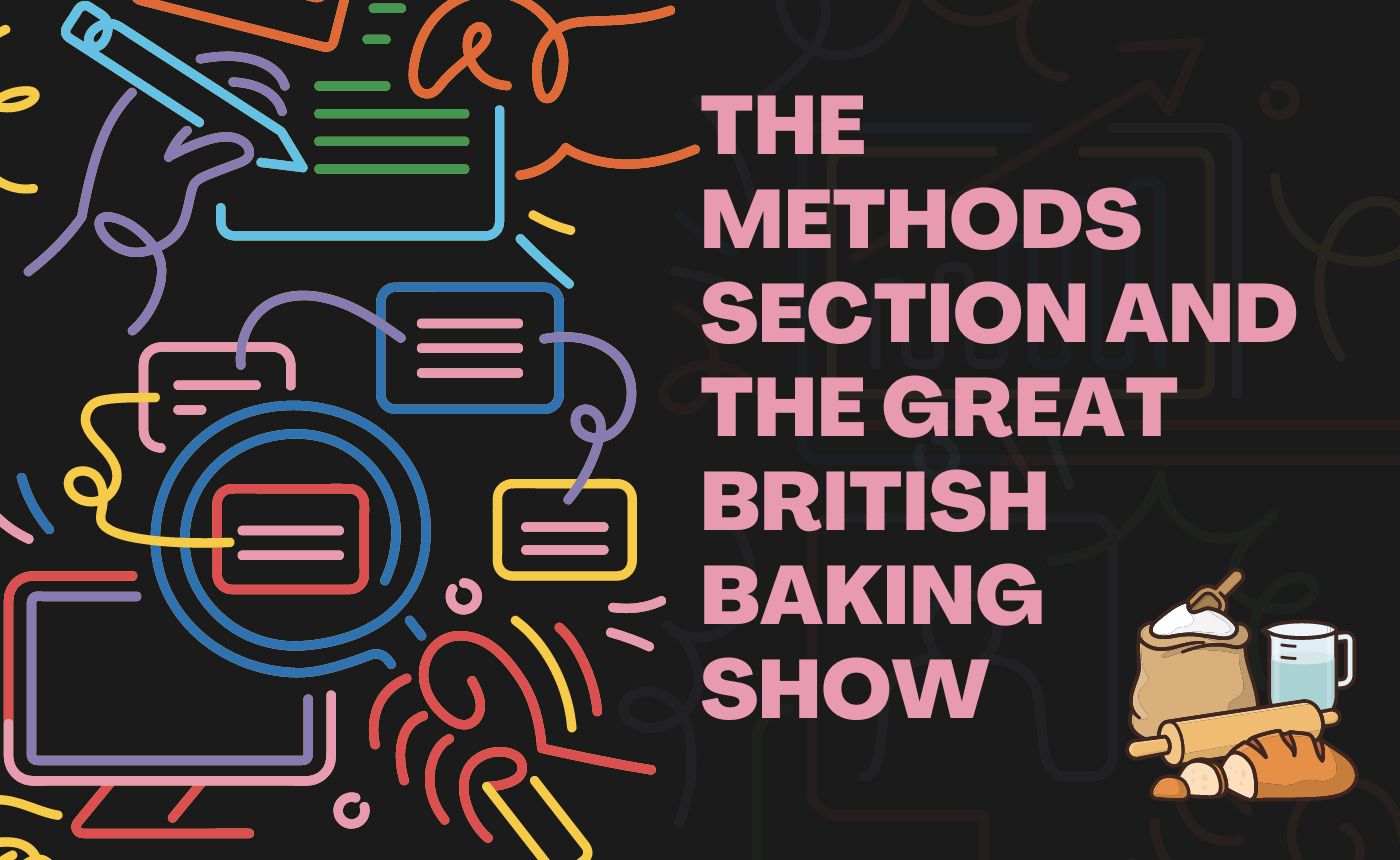 THE
METHODS
SECTION AND
THE GREAT
BRITISH
BAKING
SHOW